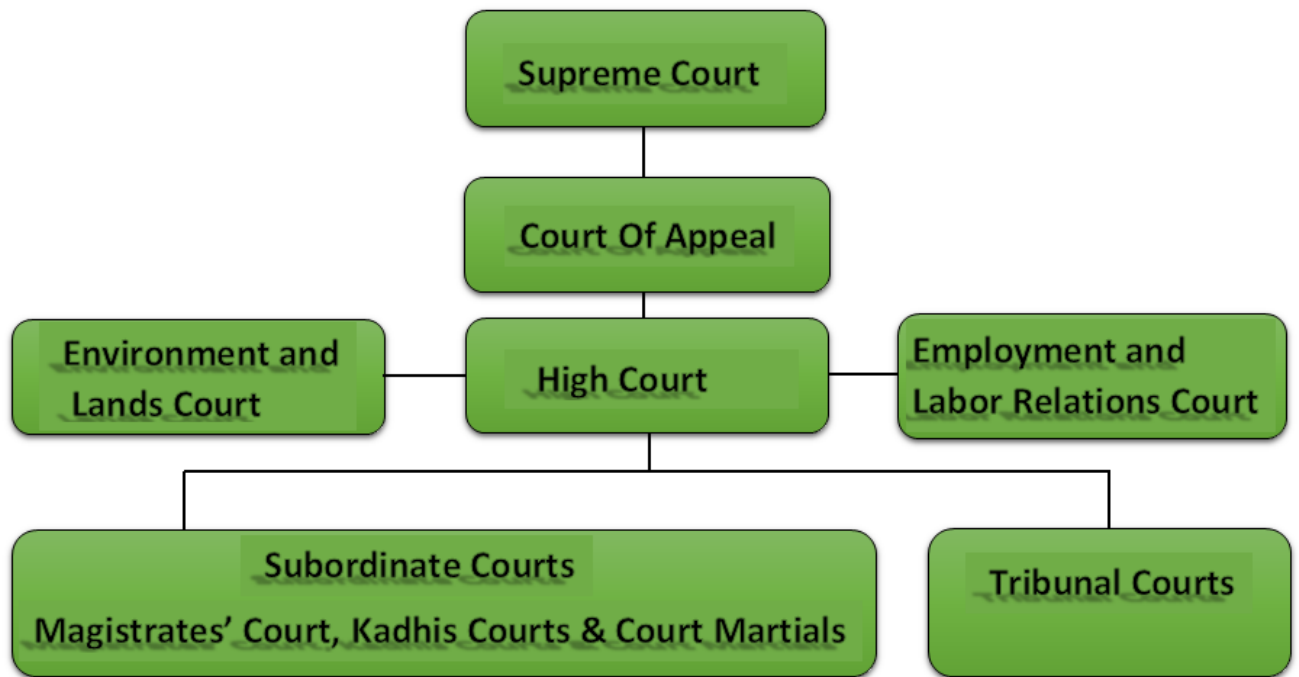 Supreme Court
Court Of Appeal
Environment and
Lands Court
High Court
Employment and
Labor Relations Court
Subordinate Courts
Magistrates’ Court, Kadhis Courts & Court Martials
Tribunal Courts